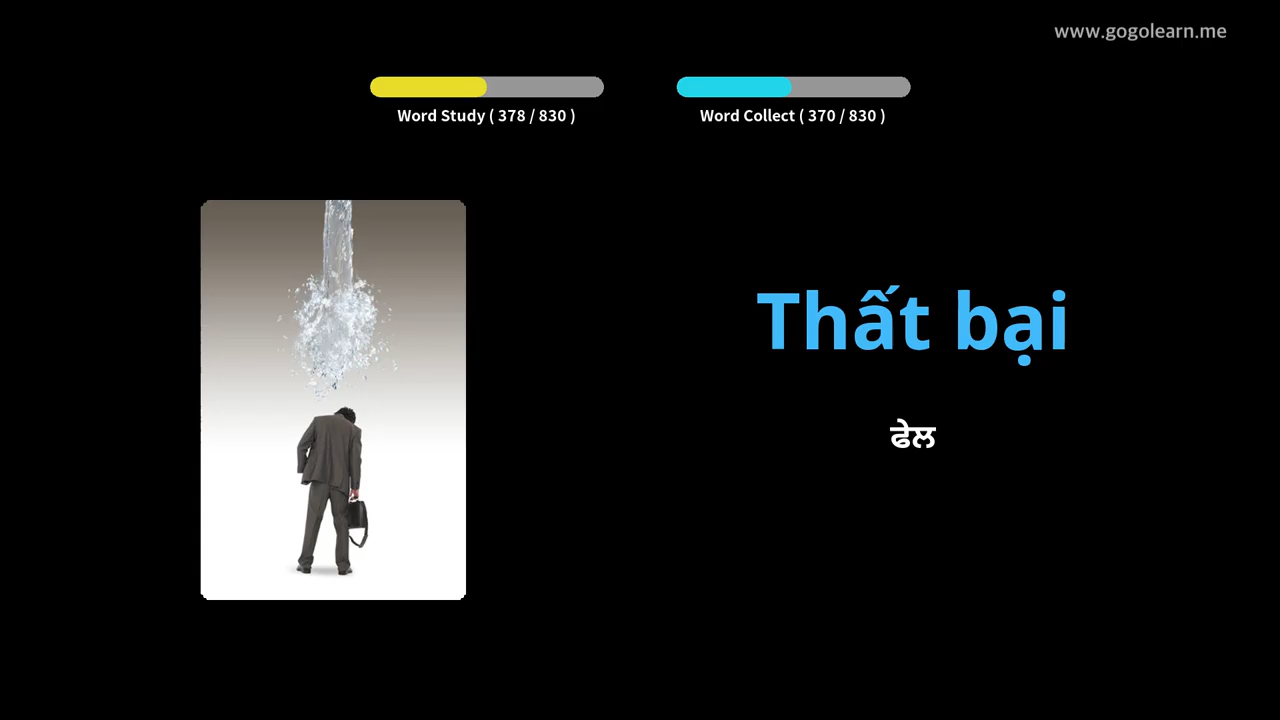 www.gogolearn.me
Word Study ( 378 / 830 )
Word Collect ( 370 / 830 )
Thất bại
ਫੇਲ